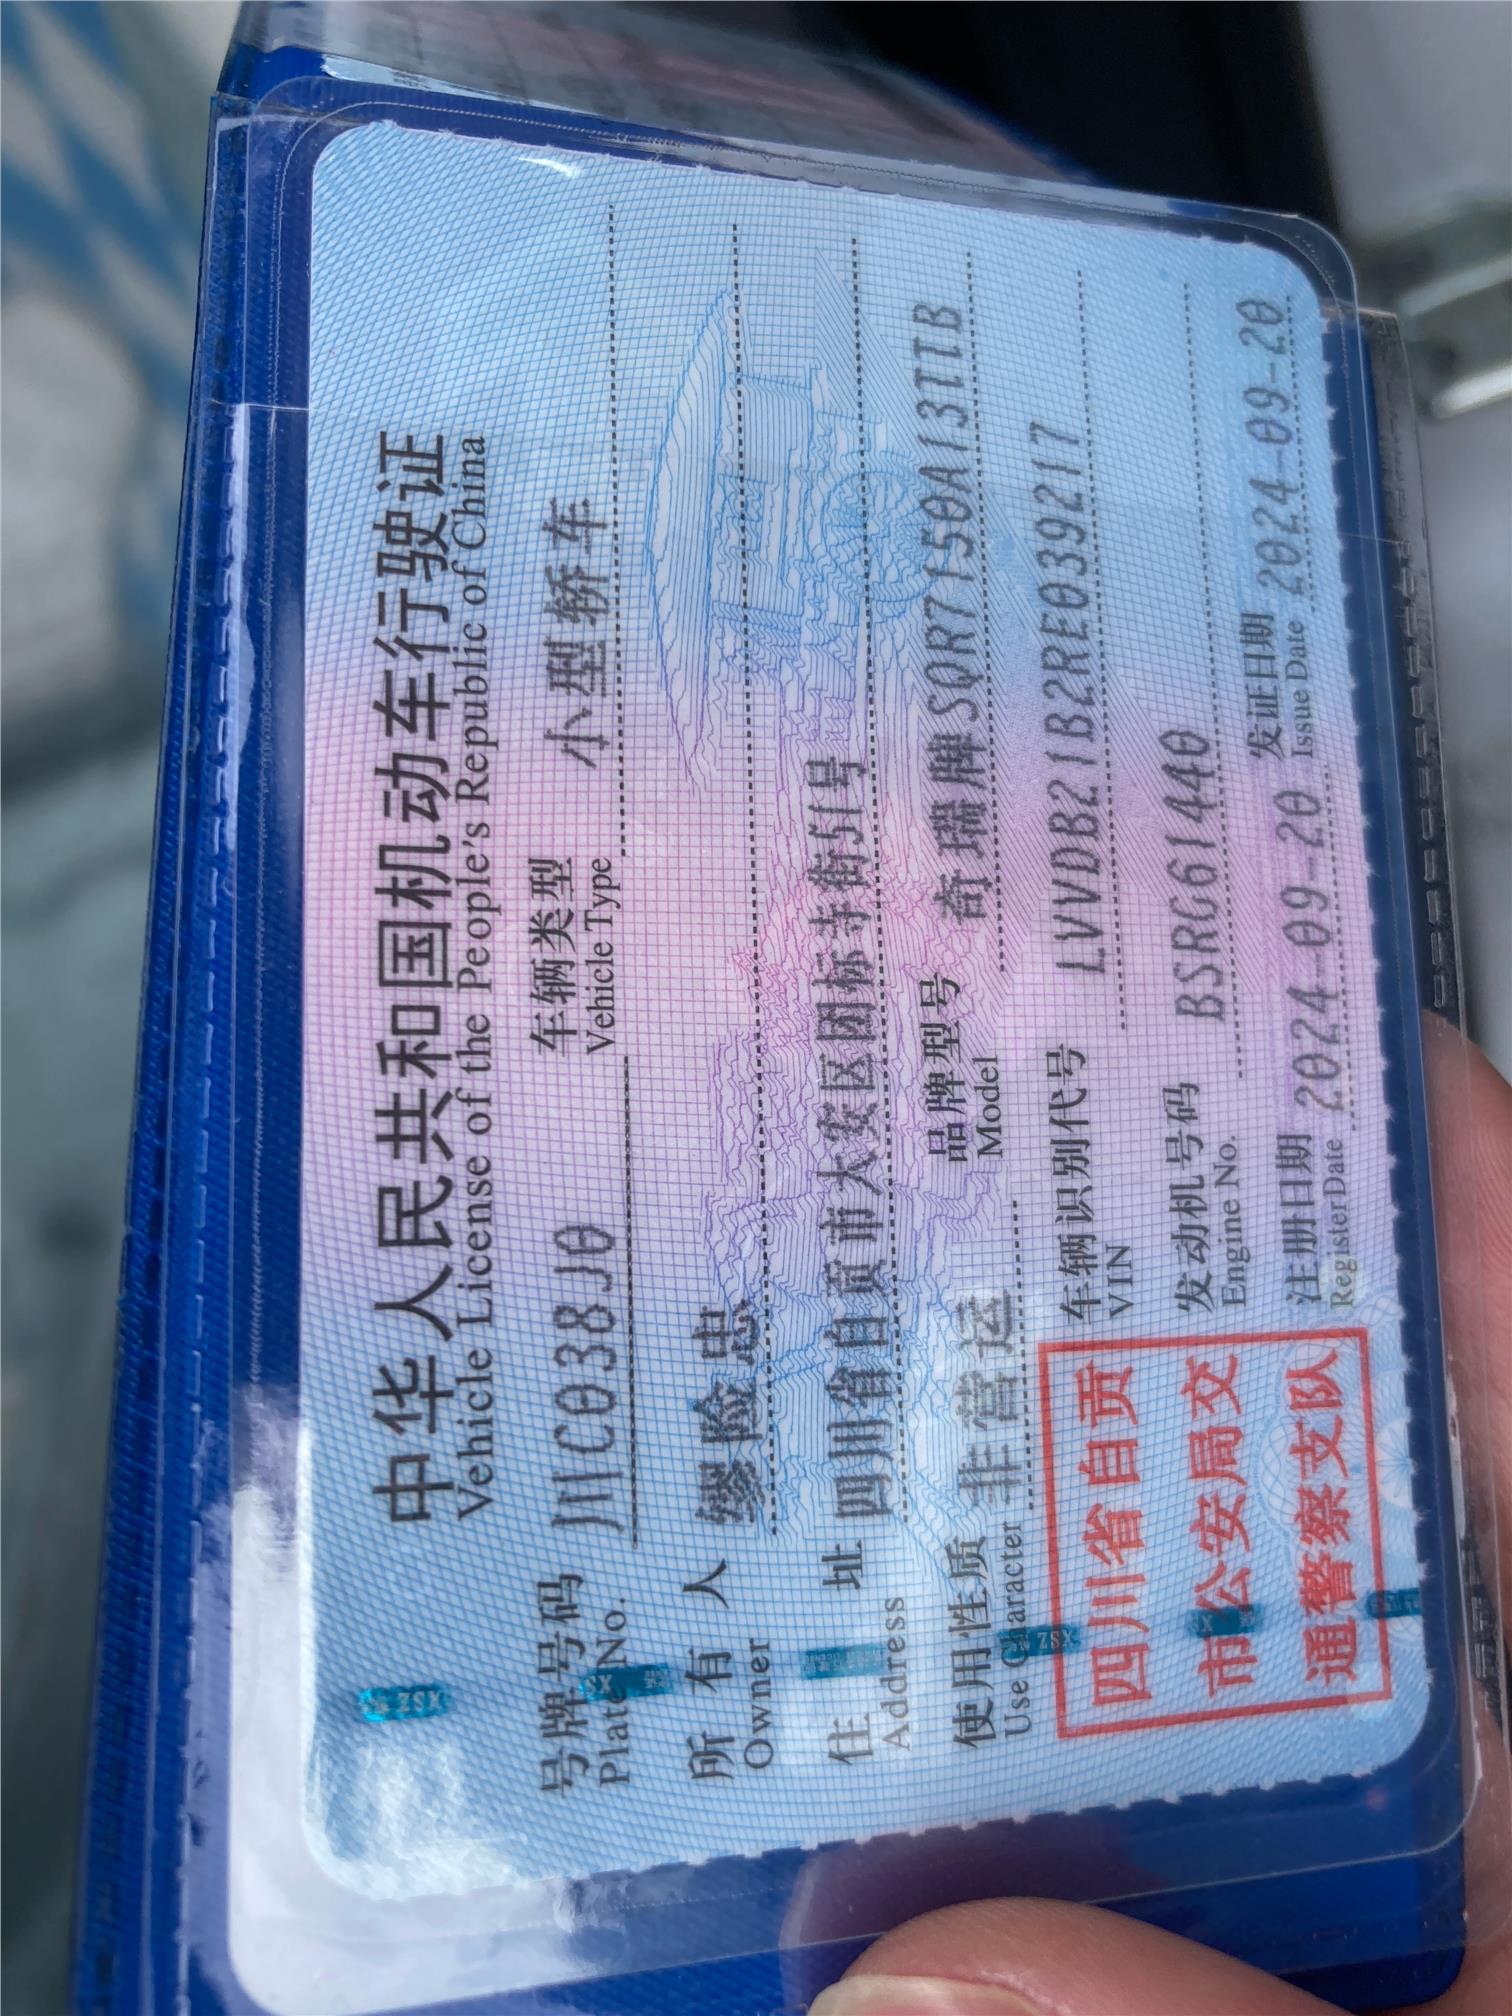 中华人民共和国机动车行驶证
Vehicle License of the People's Republic of China
号牌号码 川C038J0 车辆类型 小型轿车
Plate No. Vehicle Type
所有人 缪险忠
Owner
住址 四川省自贡市大安区团标寺街51号
Address
使用性质 非营运 品牌型号 奇瑞牌SQR7150A13TTB
Use Character Model
车辆识别代号 LVVDB21B2RE039217
VIN
发动机号码 BSRG61440
Engine No.
注册日期 2024-09-20 发证日期 2024-09-20
Register Date Issue Date
四川省自贡
市公安局交
通警察支队